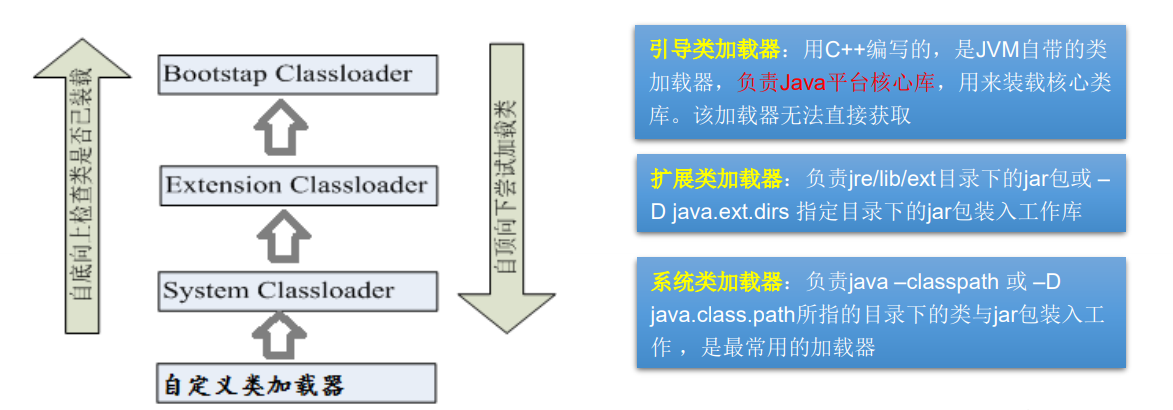 自底向上检查类是否已装载
Bootstap Classloader
Extension Classloader
System Classloader
自定义类加载器
自顶向下尝试加载类
引导类加载器：用C++编写的，是JVM自带的类
加载器，负责Java平台核心库，用来装载核心类
库。该加载器无法直接获取
扩展类加载器：负责jre/lib/ext目录下的jar包或 –
D java.ext.dirs 指定目录下的jar包装入工作库
系统类加载器：负责java –classpath 或 –D
java.class.path所指的目录下的类与jar包装入工
作 ，是最常用的加载器